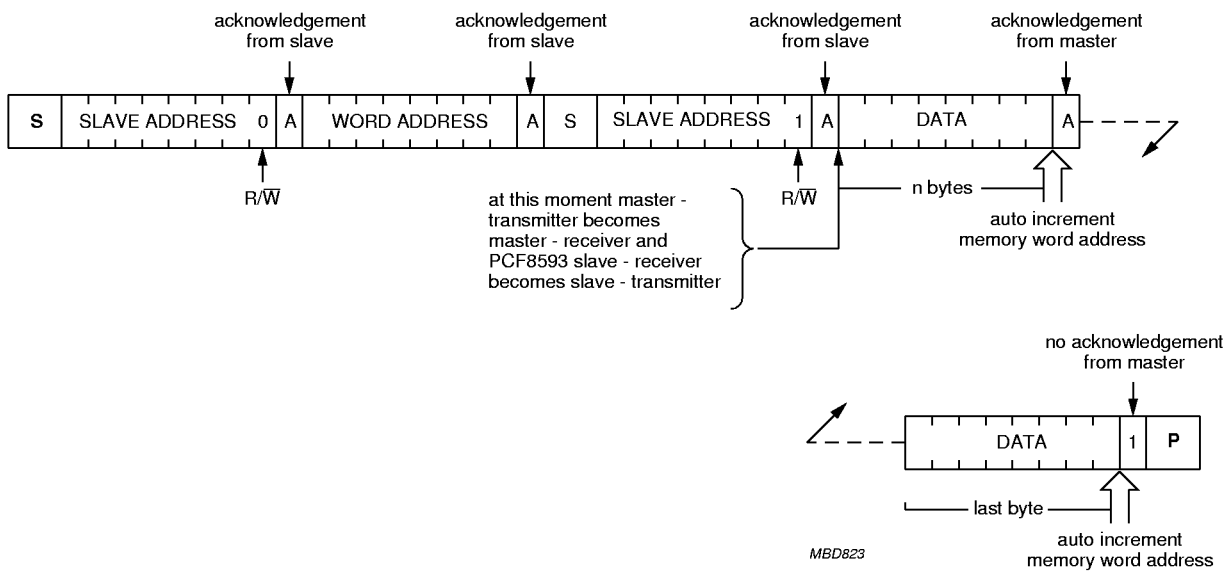 acknowledgement
from slave
acknowledgement
from slave
acknowledgement
from slave
acknowledgement
from master
S SLAVE ADDRESS 0 A WORD ADDRESS A S SLAVE ADDRESS 1 A DATA A
R/W̅
R/W̅
n bytes
at this moment master -
transmitter becomes
master - receiver and
PCF8593 slave - receiver
becomes slave - transmitter
auto increment
memory word address
no acknowledgement
from master
DATA 1 P
last byte
auto increment
memory word address
MBD823